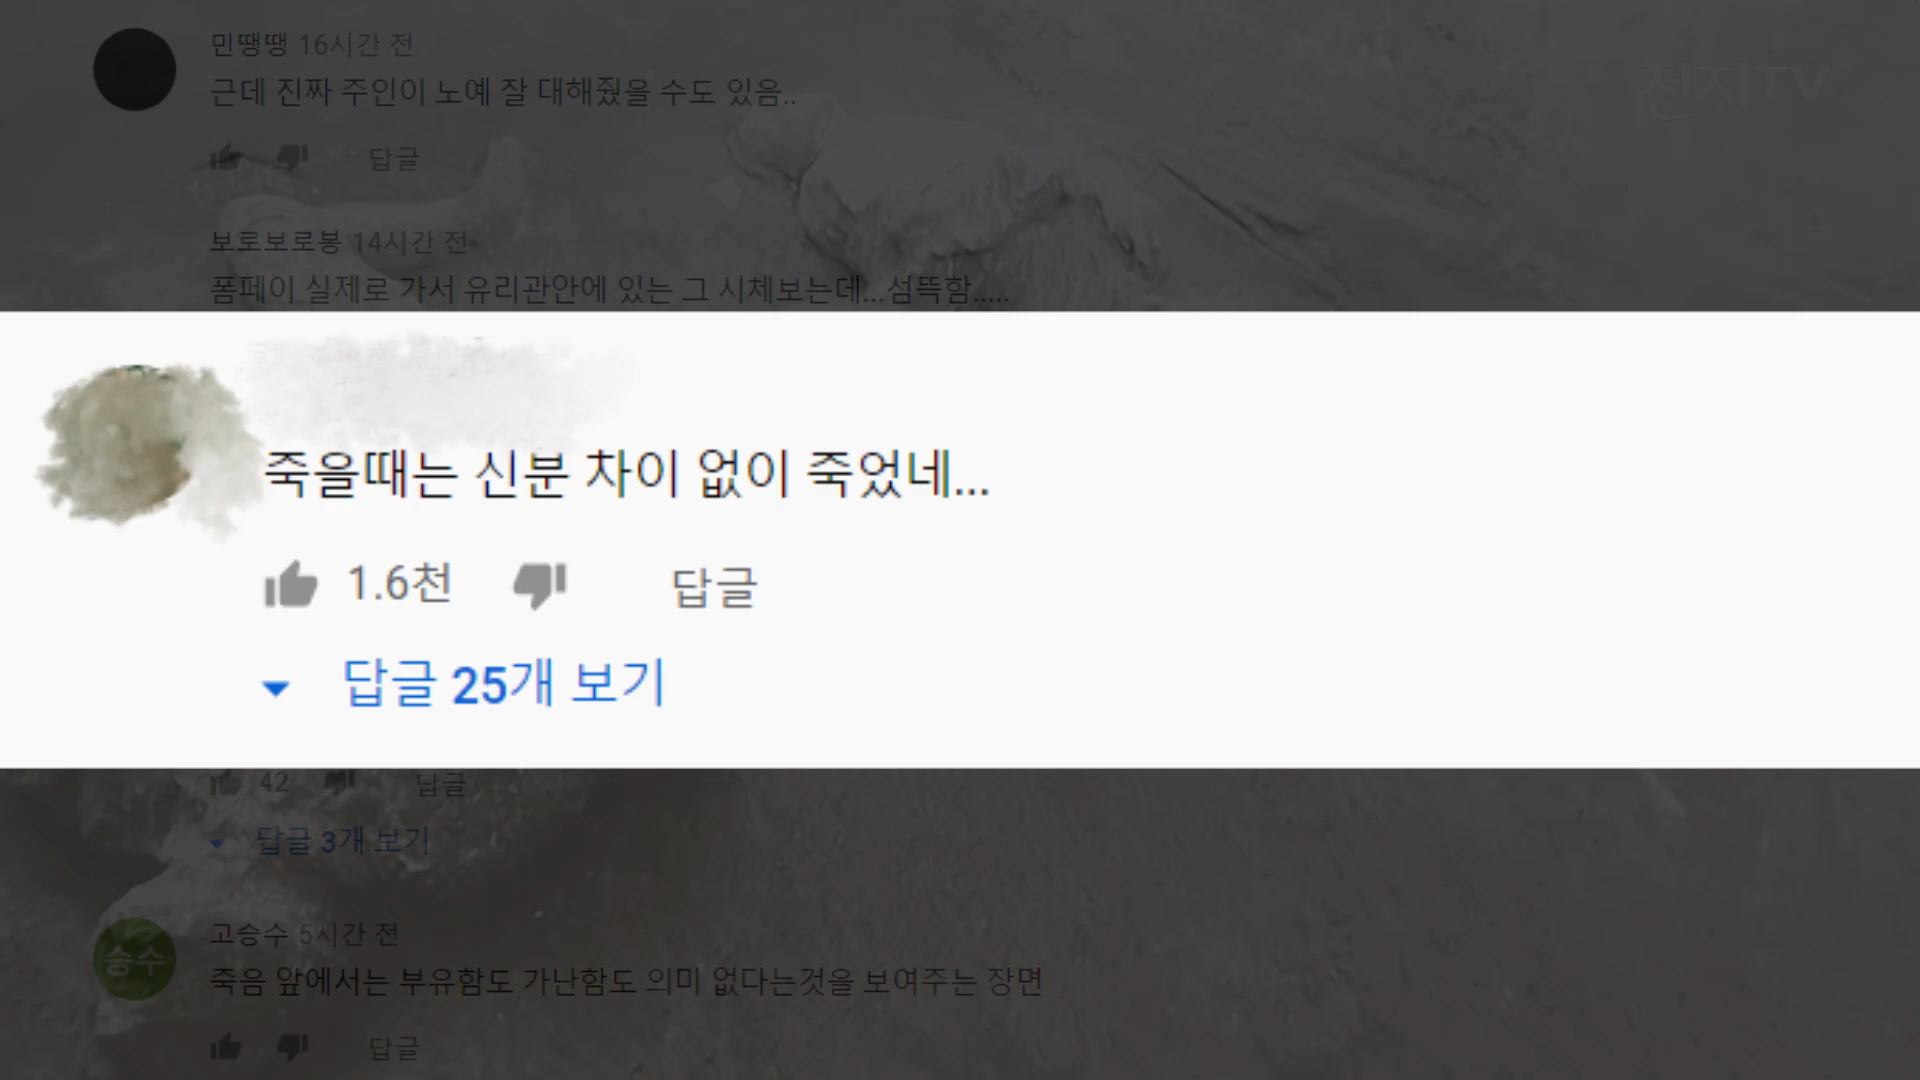 민땡땡 16시간 전
근데 진짜 주인이 노예 잘 대해줬을 수도 있음..
답글
천지TV
보로보로봉 14시간 전
폼페이 실제로 가서 유리관안에 있는 그 시체보는데...섬뜩함.....
죽을때는 신분 차이 없이 죽었네...
1.6천 답글
답글 25개 보기
42 답글
답글 3개 보기
고승수 5시간 전
승수
죽음 앞에서는 부유함도 가난함도 의미 없다는것을 보여주는 장면
답글